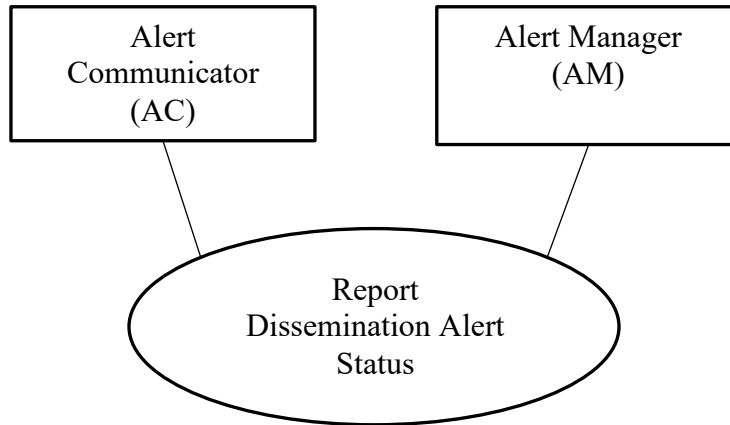 Alert
Communicator
(AC)
Alert Manager
(AM)
Report
Dissemination Alert
Status